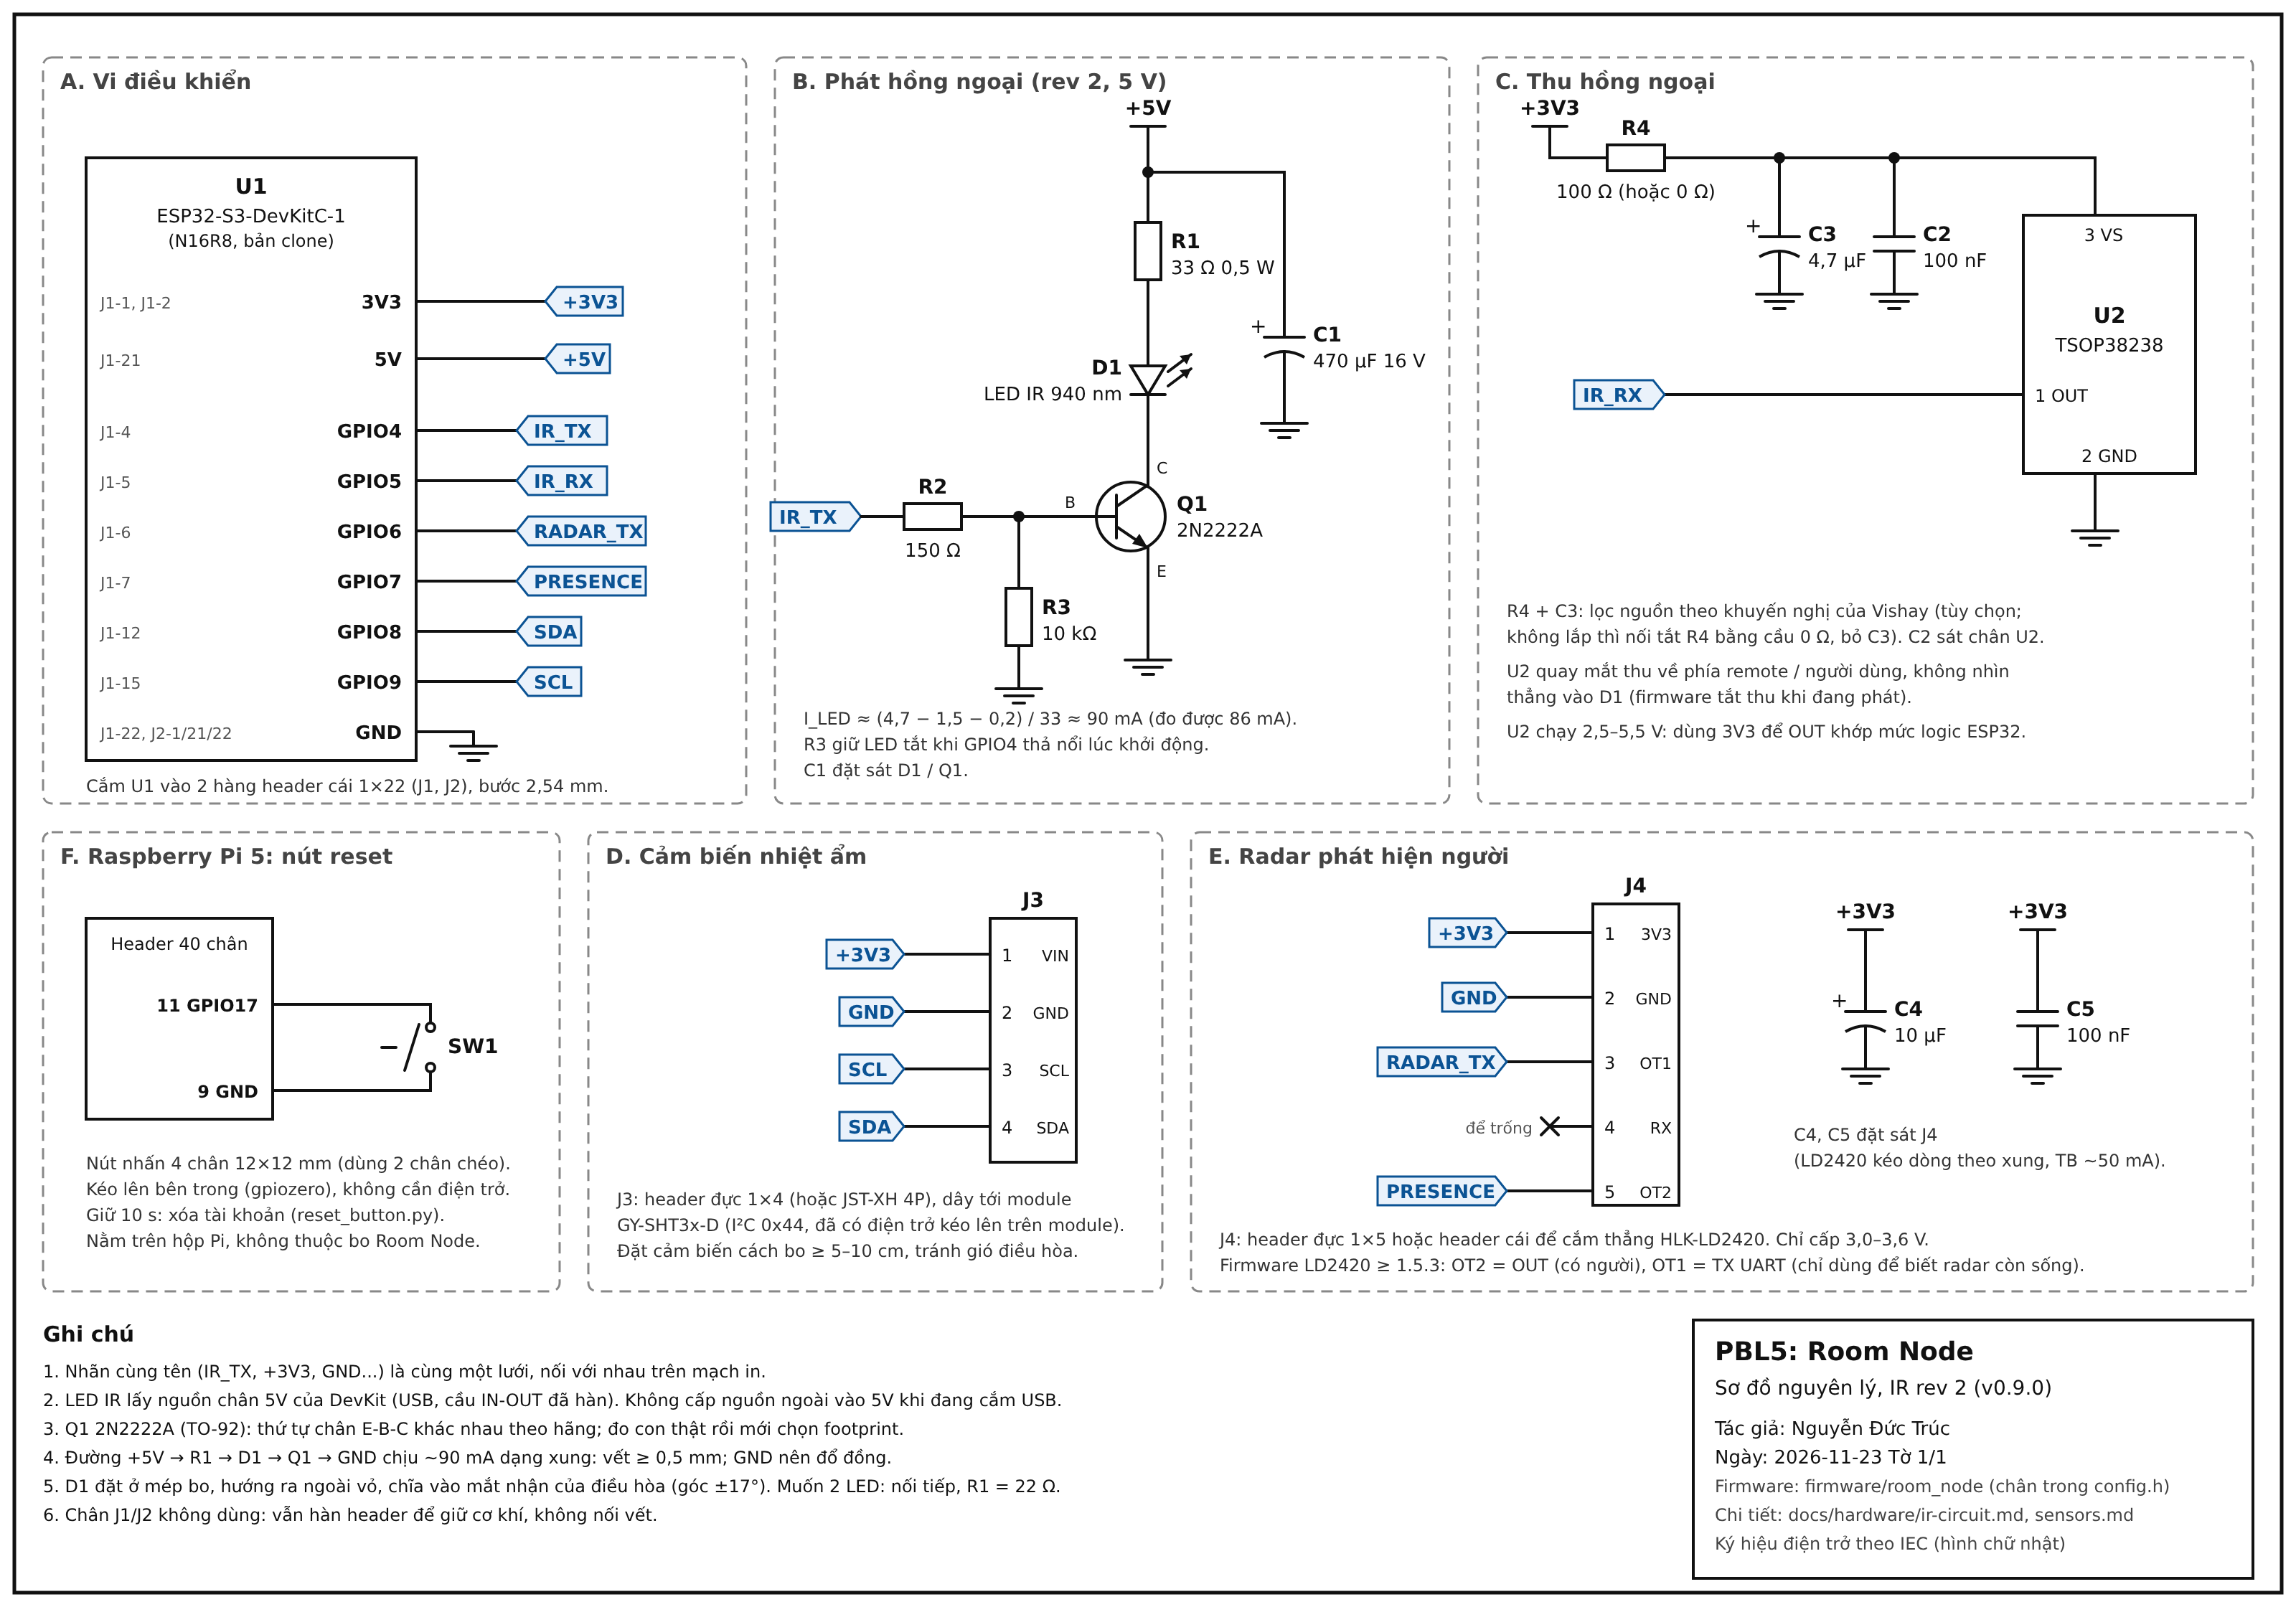 A. Vi điều khiển
U1
ESP32-S3-DevKitC-1
(N16R8, bản clone)
J1-1, J1-2 3V3 +3V3
J1-21 5V +5V
J1-4 GPIO4 IR_TX
J1-5 GPIO5 IR_RX
J1-6 GPIO6 RADAR_TX
J1-7 GPIO7 PRESENCE
J1-12 GPIO8 SDA
J1-15 GPIO9 SCL
J1-22, J2-1/21/22 GND
Cắm U1 vào 2 hàng header cái 1×22 (J1, J2), bước 2,54 mm.
B. Phát hồng ngoại (rev 2, 5 V)
+5V
R1
33 Ω 0,5 W
+
C1
470 µF 16 V
D1
LED IR 940 nm
C
R2
B
Q1
IR_TX
2N2222A
150 Ω
E
R3
10 kΩ
I_LED ≈ (4,7 − 1,5 − 0,2) / 33 ≈ 90 mA (đo được 86 mA).
R3 giữ LED tắt khi GPIO4 thả nổi lúc khởi động.
C1 đặt sát D1 / Q1.
C. Thu hồng ngoại
+3V3
R4
100 Ω (hoặc 0 Ω)
+
C3
4,7 µF
C2
100 nF
3 VS
U2
TSOP38238
IR_RX
1 OUT
2 GND
R4 + C3: lọc nguồn theo khuyến nghị của Vishay (tùy chọn;
không lắp thì nối tắt R4 bằng cầu 0 Ω, bỏ C3). C2 sát chân U2.
U2 quay mắt thu về phía remote / người dùng, không nhìn
thẳng vào D1 (firmware tắt thu khi đang phát).
U2 chạy 2,5–5,5 V: dùng 3V3 để OUT khớp mức logic ESP32.
F. Raspberry Pi 5: nút reset
Header 40 chân
11 GPIO17
SW1
9 GND
Nút nhấn 4 chân 12×12 mm (dùng 2 chân chéo).
Kéo lên bên trong (gpiozero), không cần điện trở.
Giữ 10 s: xóa tài khoản (reset_button.py).
Nằm trên hộp Pi, không thuộc bo Room Node.
D. Cảm biến nhiệt ẩm
J3
+3V3 1 VIN
GND 2 GND
SCL 3 SCL
SDA 4 SDA
J3: header đực 1×4 (hoặc JST-XH 4P), dây tới module
GY-SHT3x-D (I²C 0x44, đã có điện trở kéo lên trên module).
Đặt cảm biến cách bo ≥ 5–10 cm, tránh gió điều hòa.
E. Radar phát hiện người
J4
+3V3 1 3V3
GND 2 GND
RADAR_TX 3 OT1
để trống 4 RX
PRESENCE 5 OT2
+3V3
+
C4
10 µF
+3V3
C5
100 nF
C4, C5 đặt sát J4
(LD2420 kéo dòng theo xung, TB ~50 mA).
J4: header đực 1×5 hoặc header cái để cắm thẳng HLK-LD2420. Chỉ cấp 3,0–3,6 V.
Firmware LD2420 ≥ 1.5.3: OT2 = OUT (có người), OT1 = TX UART (chỉ dùng để biết radar còn sống).
Ghi chú
1. Nhãn cùng tên (IR_TX, +3V3, GND...) là cùng một lưới, nối với nhau trên mạch in.
2. LED IR lấy nguồn chân 5V của DevKit (USB, cầu IN-OUT đã hàn). Không cấp nguồn ngoài vào 5V khi đang cắm USB.
3. Q1 2N2222A (TO-92): thứ tự chân E-B-C khác nhau theo hãng; đo con thật rồi mới chọn footprint.
4. Đường +5V → R1 → D1 → Q1 → GND chịu ~90 mA dạng xung: vết ≥ 0,5 mm; GND nên đổ đồng.
5. D1 đặt ở mép bo, hướng ra ngoài vỏ, chĩa vào mắt nhận của điều hòa (góc ±17°). Muốn 2 LED: nối tiếp, R1 = 22 Ω.
6. Chân J1/J2 không dùng: vẫn hàn header để giữ cơ khí, không nối vết.
PBL5: Room Node
Sơ đồ nguyên lý, IR rev 2 (v0.9.0)
Tác giả: Nguyễn Đức Trúc
Ngày: 2026-11-23 Tờ 1/1
Firmware: firmware/room_node (chân trong config.h)
Chi tiết: docs/hardware/ir-circuit.md, sensors.md
Ký hiệu điện trở theo IEC (hình chữ nhật)